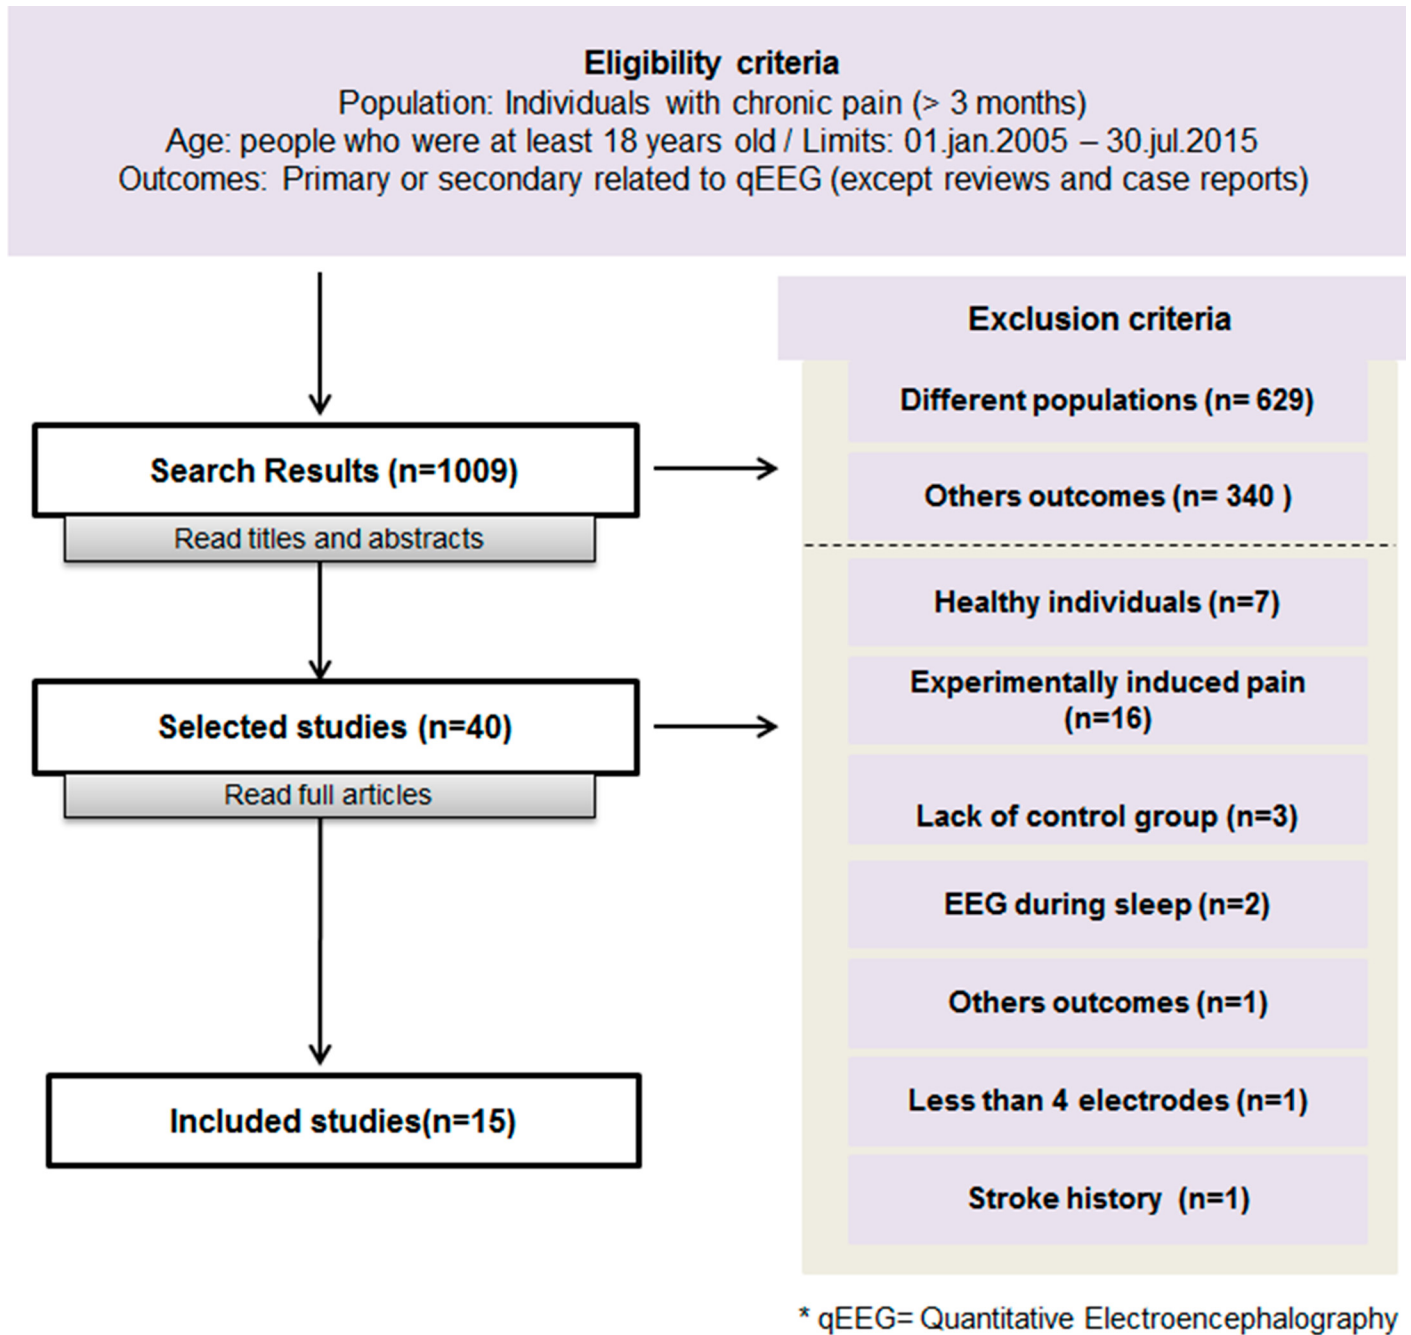 Eligibility criteria
Population: Individuals with chronic pain (> 3 months)
Age: people who were at least 18 years old / Limits: 01.jan.2005 – 30.jul.2015
Outcomes: Primary or secondary related to qEEG (except reviews and case reports)
Exclusion criteria
Different populations (n= 629)
Search Results (n=1009)
Others outcomes (n= 340 )
Read titles and abstracts
Healthy individuals (n=7)
Experimentally induced pain
(n=16)
Selected studies (n=40)
Read full articles
Lack of control group (n=3)
EEG during sleep (n=2)
Others outcomes (n=1)
Less than 4 electrodes (n=1)
Included studies(n=15)
Stroke history (n=1)
* qEEG= Quantitative Electroencephalography